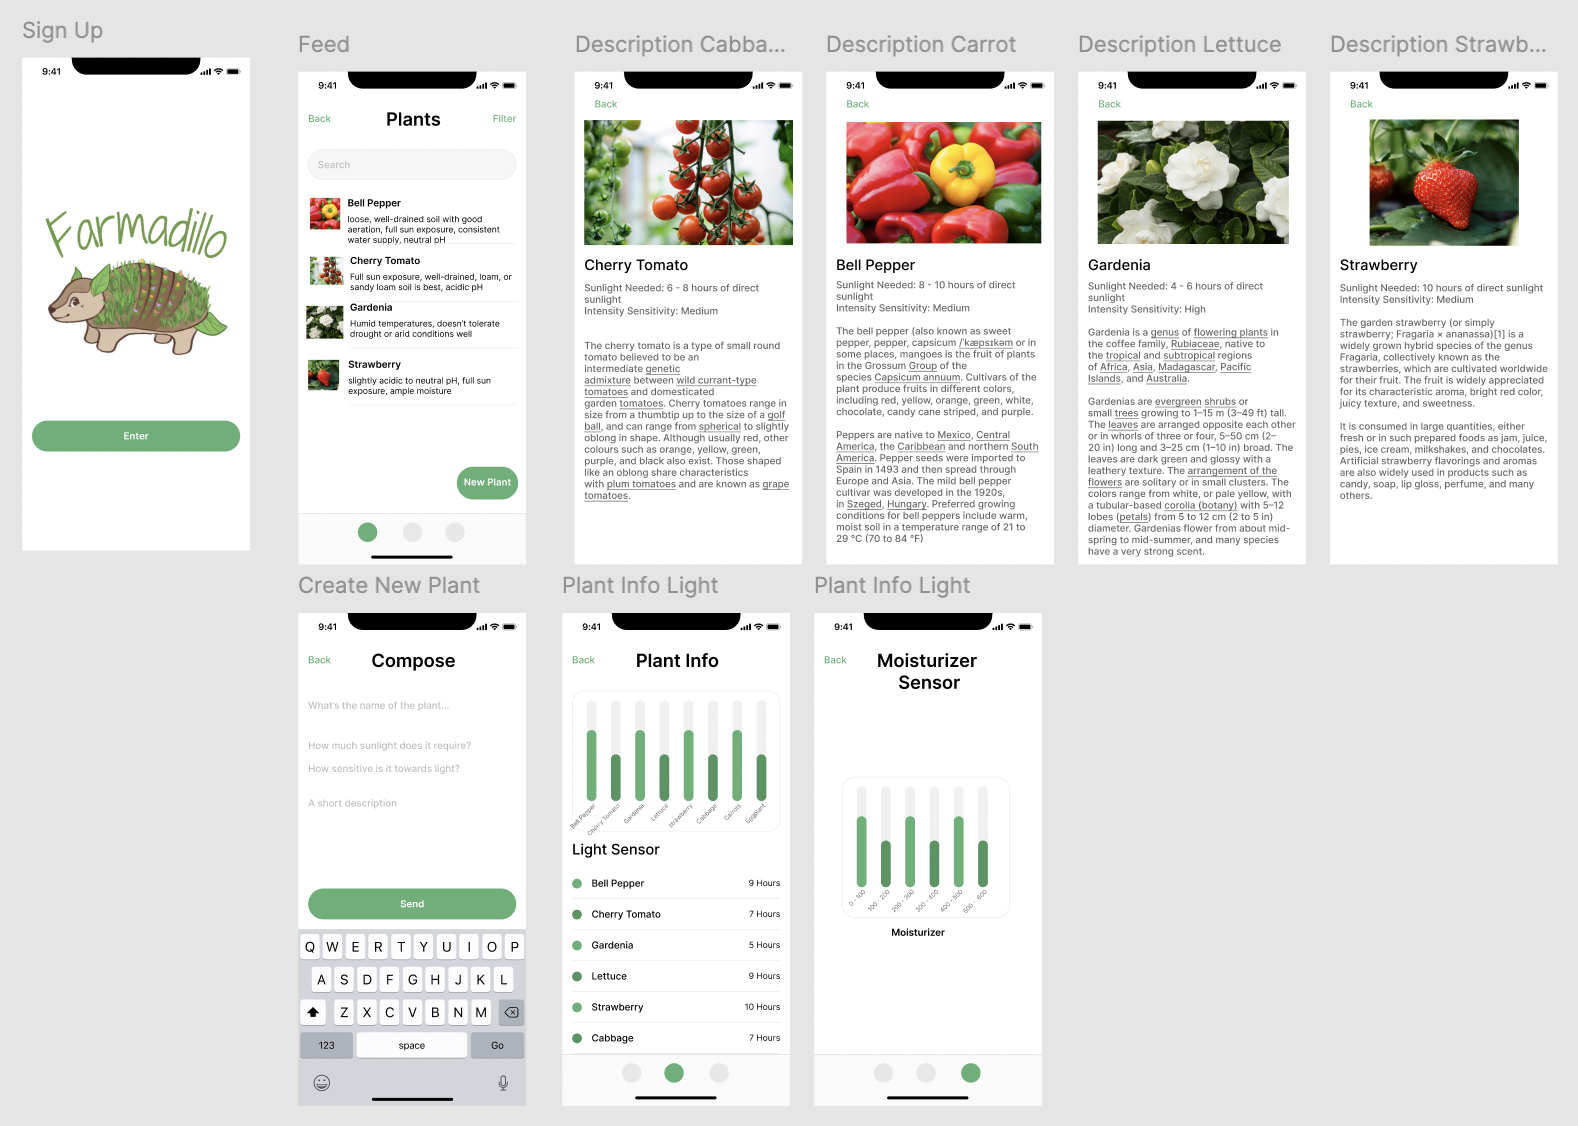 Sign Up
9:41
Farmadillo
Enter
Feed
9:41
Back
Plants
Filter
Search
Bell Pepper
loose, well-drained soil with good
aeration, full sun exposure, consistent
water supply, neutral pH
Cherry Tomato
Full sun exposure, well-drained, loam, or
sandy loam soil is best, acidic pH
Gardenia
Humid temperatures, doesn't tolerate
drought or arid conditions well
Strawberry
slightly acidic to neutral pH, full sun
exposure, ample moisture
New Plant
Description Cabba...
9:41
Back
Cherry Tomato
Sunlight Needed: 6 - 8 hours of direct
sunlight
Intensity Sensitivity: Medium
The cherry tomato is a type of small round
tomato believed to be an
intermediate genetic
admixture between wild currant-type
tomatoes and domesticated
garden tomatoes. Cherry tomatoes range in
size from a thumbtip up to the size of a golf
ball, and can range from spherical to slightly
oblong in shape. Although usually red, other
colours such as orange, yellow, green,
purple, and black also exist. Those shaped
like an oblong share characteristics
with plum tomatoes and are known as grape
tomatoes.
Description Carrot
9:41
Back
Bell Pepper
Sunlight Needed: 8 - 10 hours of direct
sunlight
Intensity Sensitivity: Medium
The bell pepper (also known as sweet
pepper, pepper, capsicum /ˈkæpsɪkəm or in
some places, mangoes is the fruit of plants
in the Grossum Group of the
species Capsicum annuum. Cultivars of the
plant produce fruits in different colors,
including red, yellow, orange, green, white,
chocolate, candy cane striped, and purple.
Peppers are native to Mexico, Central
America, the Caribbean and northern South
America. Pepper seeds were imported to
Spain in 1493 and then spread through
Europe and Asia. The mild bell pepper
cultivar was developed in the 1920s,
in Szeged, Hungary. Preferred growing
conditions for bell peppers include warm,
moist soil in a temperature range of 21 to
29 °C (70 to 84 °F)
Description Lettuce
9:41
Back
Gardenia
Sunlight Needed: 4 - 6 hours of direct
sunlight
Intensity Sensitivity: High
Gardenia is a genus of flowering plants in
the coffee family, Rubiaceae, native to
the tropical and subtropical regions
of Africa, Asia, Madagascar, Pacific
Islands, and Australia.
Gardenias are evergreen shrubs or
small trees growing to 1–15 m (3–49 ft) tall.
The leaves are arranged opposite each other
or in whorls of three or four, 5–50 cm (2–
20 in) long and 3–25 cm (1–10 in) broad. The
leaves are dark green and glossy with a
leathery texture. The arrangement of the
flowers are solitary or in small clusters. The
colors range from white, or pale yellow, with
a tubular-based corolla (botany) with 5–12
lobes (petals) from 5 to 12 cm (2 to 5 in)
diameter. Gardenias flower from about mid-
spring to mid-summer, and many species
have a very strong scent.
Description Strawb...
9:41
Back
Strawberry
Sunlight Needed: 10 hours of direct sunlight
Intensity Sensitivity: Medium
The garden strawberry (or simply
strawberry; Fragaria × ananassa)[1] is a
widely grown hybrid species of the genus
Fragaria, collectively known as the
strawberries, which are cultivated worldwide
for their fruit. The fruit is widely appreciated
for its characteristic aroma, bright red color,
juicy texture, and sweetness.
It is consumed in large quantities, either
fresh or in such prepared foods as jam, juice,
pies, ice cream, milkshakes, and chocolates.
Artificial strawberry flavorings and aromas
are also widely used in products such as
candy, soap, lip gloss, perfume, and many
others.
Create New Plant
9:41
Back
Compose
What's the name of the plant...
How much sunlight does it require?
How sensitive is it towards light?
A short description
Send
Q W E R T Y U I O P
A S D F G H J K L
Z X C V B N M
123 space Go
Plant Info Light
9:41
Back
Plant Info
Bell Pepper
Cherry Tomato
Gardenia
Lettuce
strawberry
Cabbage
Carrots
Eggplant
Light Sensor
Bell Pepper 9 Hours
Cherry Tomato 7 Hours
Gardenia 5 Hours
Lettuce 9 Hours
Strawberry 10 Hours
Cabbage 7 Hours
Plant Info Light
9:41
Back
Moisturizer
Sensor
0 - 100
100 - 200
200 - 300
300 - 400
400 - 500
500 - 600
Moisturizer